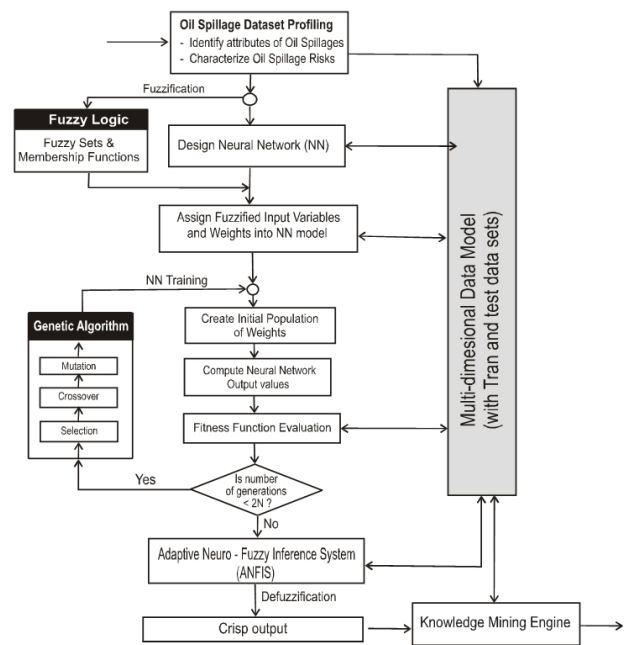 Oil Spillage Dataset Profiling
- Identify attributes of Oil Spillages
- Characterize Oil Spillage Risks
Fuzzification
Fuzzy Logic
Fuzzy Sets &
Membership Functions
Design Neural Network (NN)
Assign Fuzzified Input Variables
and Weights into NN model
NN Training
Genetic Algorithm
Mutation
Crossover
Selection
Create Initial Population
of Weights
Compute Neural Network
Output values
Fitness Function Evaluation
Yes
Is number
of generations
< 2N ?
No
Adaptive Neuro - Fuzzy Inference System
(ANFIS)
Defuzzification
Crisp output
Knowledge Mining Engine
Multi-dimesional Data Model
(with Tran and test data sets)